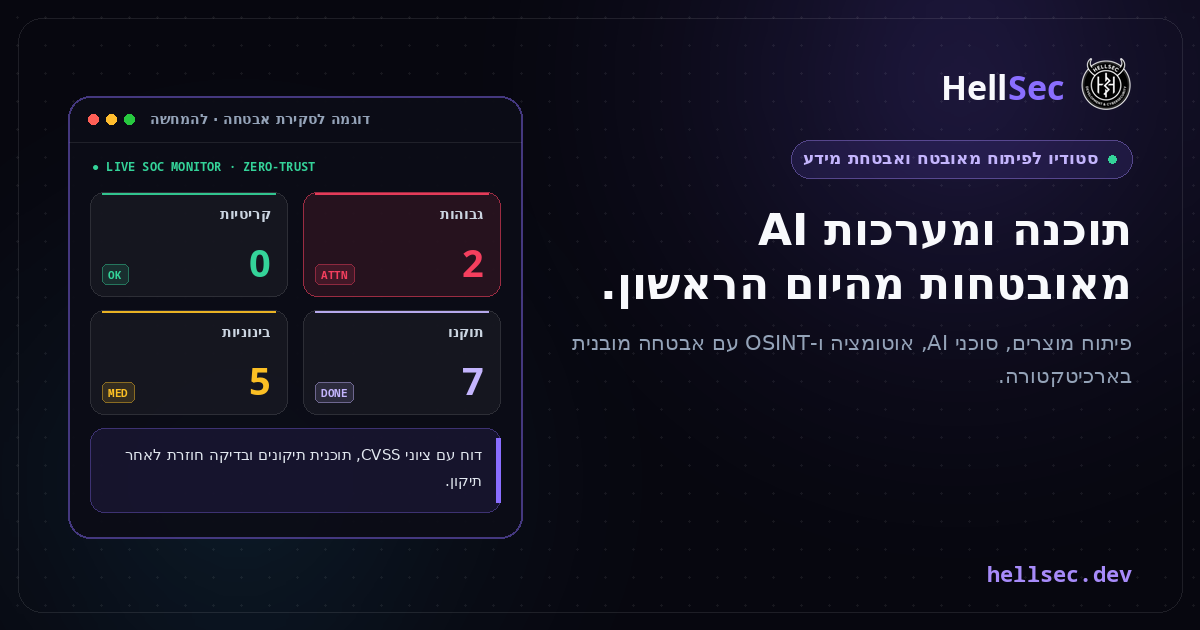 HellSec
סטודיו לפיתוח מאובטח ואבטחת מידע
תוכנה ומערכות AI
מאובטחות מהיום הראשון.
פיתוח מוצרים, סוכני AI, אוטומציה ו-OSINT עם אבטחה מובנית
בארכיטקטורה.
hellsec.dev
דוגמה לסקירת אבטחה · להמחשה
● LIVE SOC MONITOR · ZERO-TRUST
גבוהות
2
ATTN
קריטיות
0
OK
תוקנו
7
DONE
בינוניות
5
MED
דוח עם ציוני CVSS, תוכנית תיקונים ובדיקה חוזרת לאחר
תיקון.